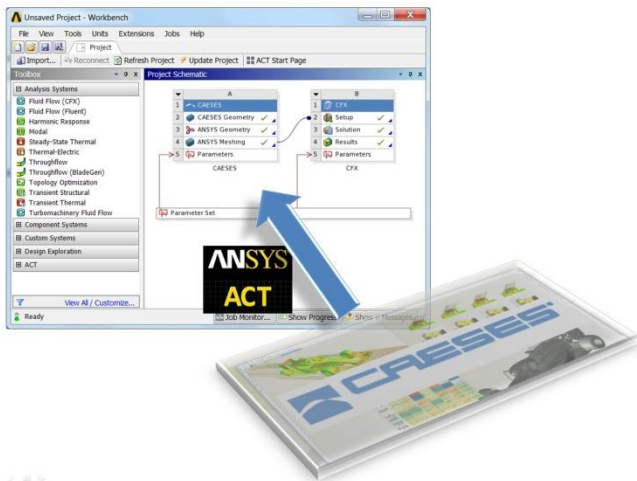 Unsaved Project - Workbench
File View Tools Units Extensions Jobs Help
Project
Import... Reconnect Refresh Project Update Project ACT Start Page
Toolbox
Project Schematic
Analysis Systems
Fluid Flow (CFX)
Fluid Flow (Fluent)
Harmonic Response
Modal
Steady-State Thermal
Thermal-Electric
Throughflow
Throughflow (BladeGen)
Topology Optimization
Transient Structural
Transient Thermal
Turbomachinery Fluid Flow
Component Systems
Custom Systems
Design Exploration
ACT
View All / Customize...
A
1 CAESES
2 CAESES Geometry
3 ANSYS Geometry
4 ANSYS Meshing
5 Parameters
CAESES
B
1 CFX
2 Setup
3 Solution
4 Results
5 Parameters
CFX
Parameter Set
ANSYS
ACT
Ready
Job Monitor... Show Progress Show Messages
CAESES